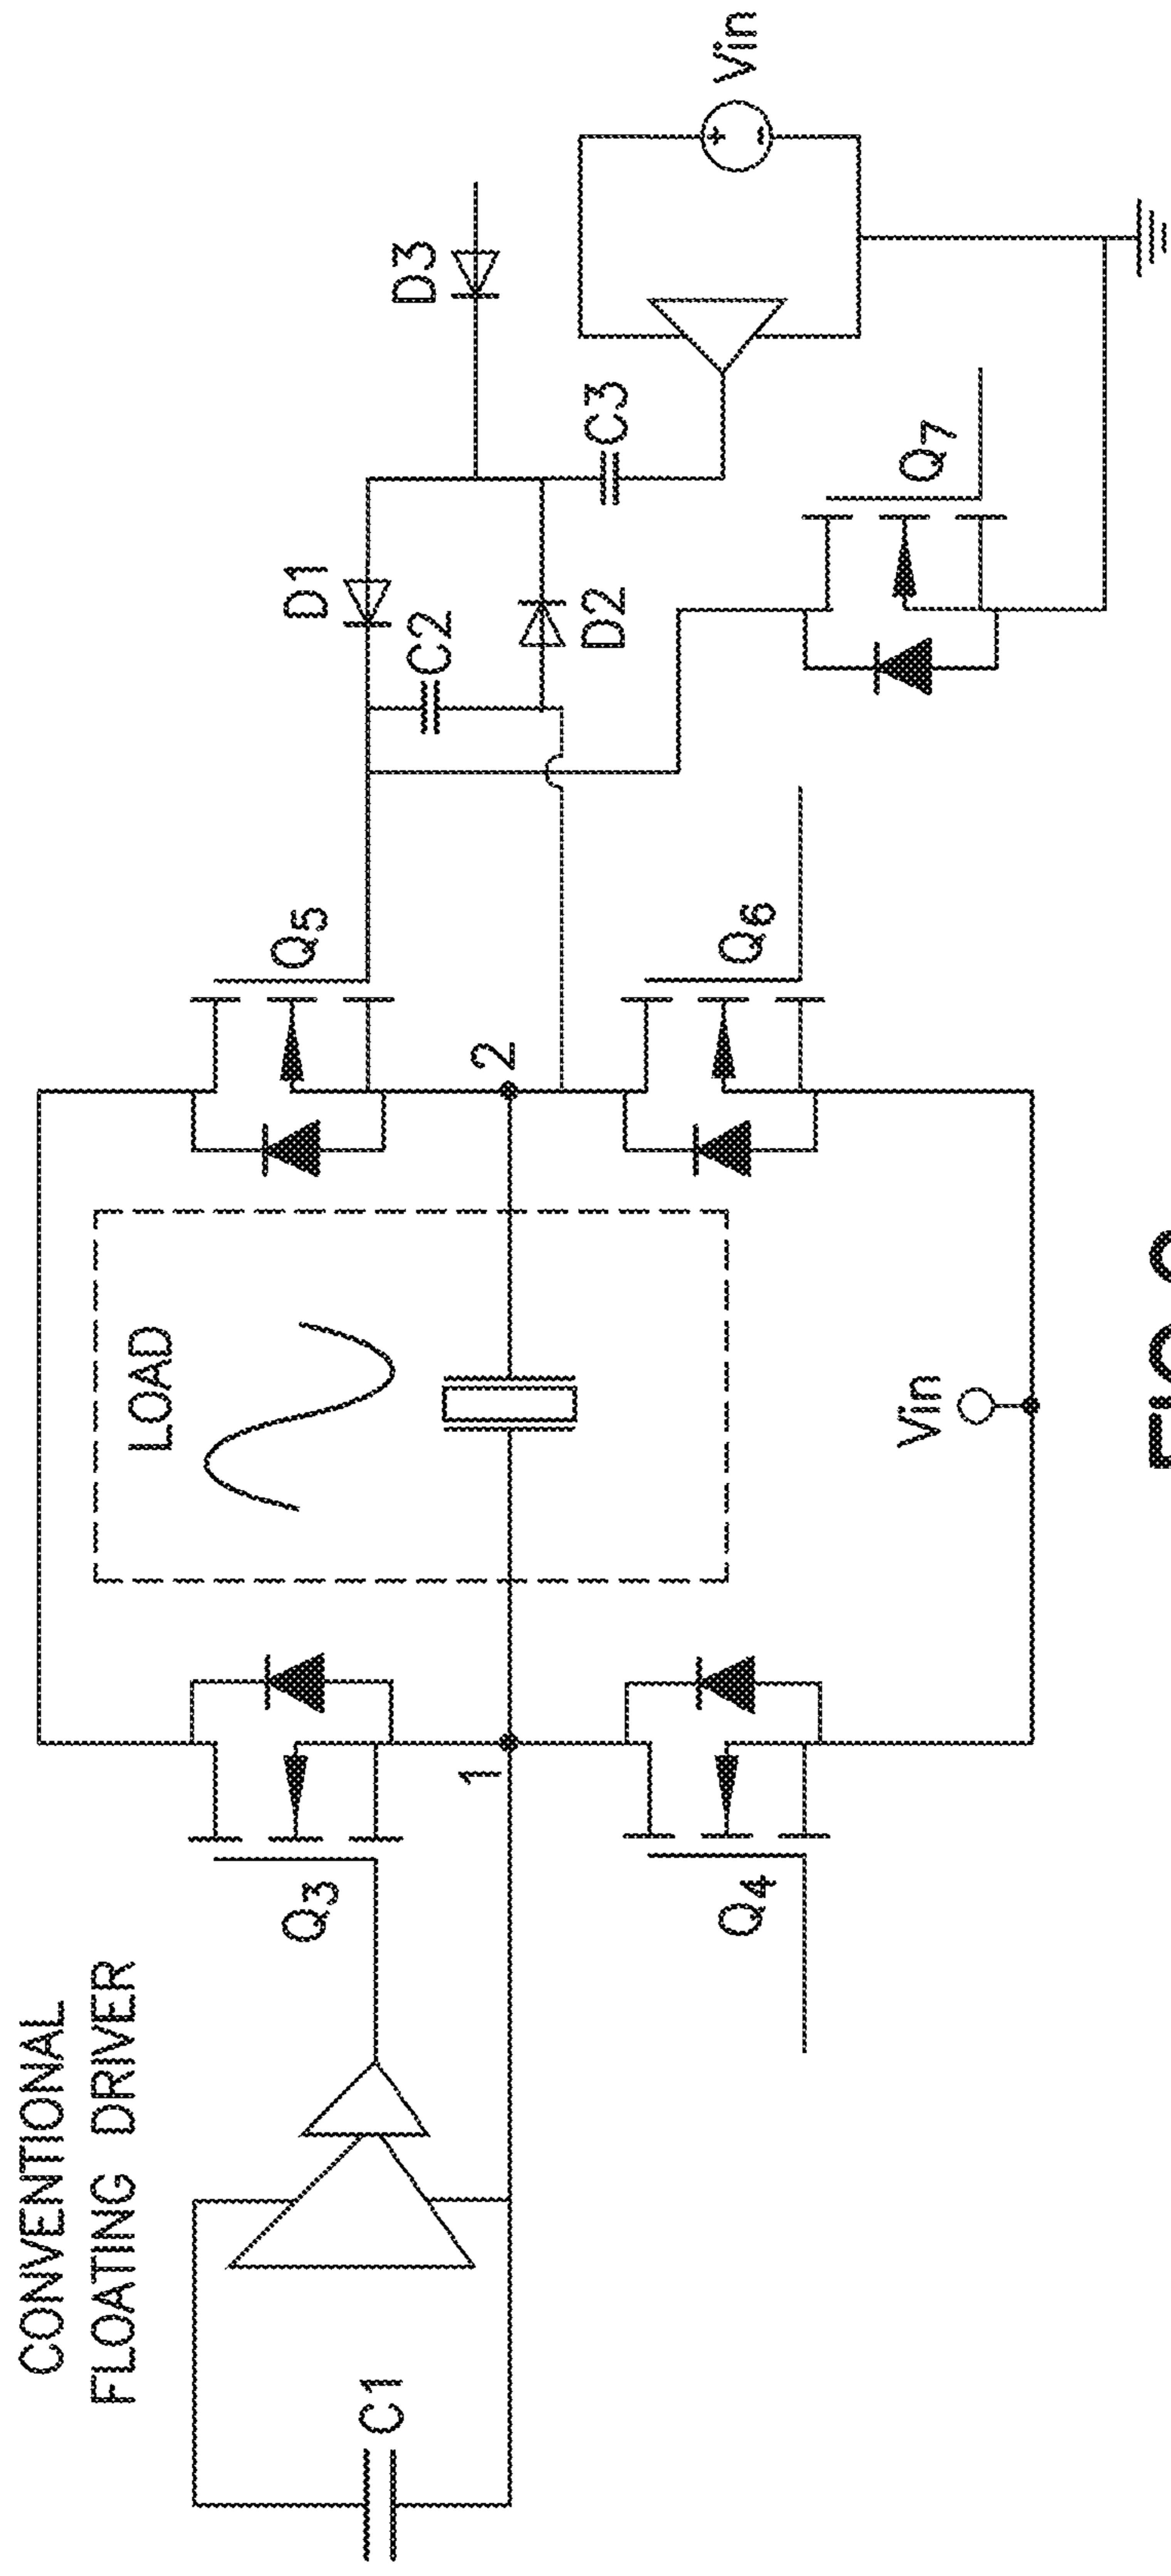 CONVENTIONAL
FLOATING DRIVER
C1
Q3
Q4
1
LOAD
2
Vin
Q5
Q6
D1
C2
D2
D3
C3
Q7
Vin